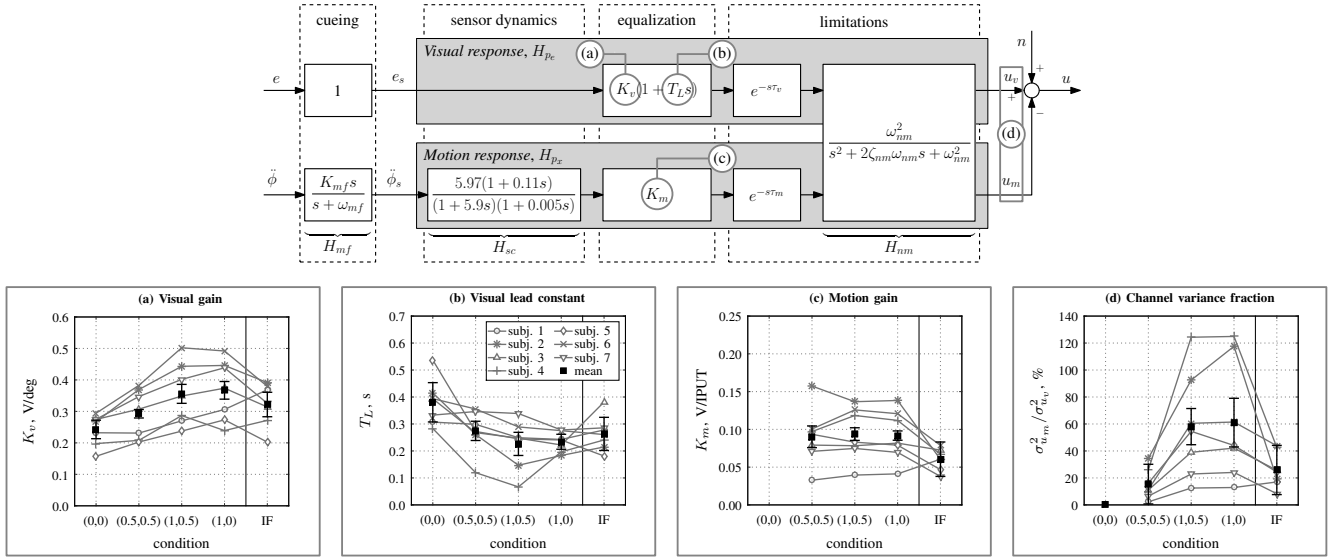 cueing sensor dynamics equalization limitations
Visual response, H_{p_e} (a) (b) n
e e_s + u_v u
1 K_v(1+T_Ls) e^{-sτ_v} + −
\frac{ω_{nm}^2}{s^2 + 2ζ_{nm}ω_{nm}s + ω_{nm}^2} (d)
Motion response, H_{p_x} (c)
\ddot{φ} \ddot{φ}_s u_m
\frac{K_{mf}s}{s + ω_{mf}} \frac{5.97(1 + 0.11s)}{(1 + 5.9s)(1 + 0.005s)} K_m e^{-sτ_m}
H_{mf} H_{sc} H_{nm}
(a) Visual gain
0.6
0.5
0.4
0.3
0.2
0.1
0.0
K_v, V/deg
(0,0) (0.5,0.5) (1,0.5) (1,0) IF
condition
(b) Visual lead constant
0.7
0.6
0.5
0.4
0.3
0.2
0.1
0.0
T_L, s
subj. 1 subj. 5
subj. 2 subj. 6
subj. 3 subj. 7
subj. 4 mean
(0,0) (0.5,0.5) (1,0.5) (1,0) IF
condition
(c) Motion gain
0.25
0.20
0.15
0.10
0.05
0.00
K_m, V/IPUT
(0,0) (0.5,0.5) (1,0.5) (1,0) IF
condition
(d) Channel variance fraction
140
120
100
80
60
40
20
0
σ_{u_m}^2/σ_{u_v}^2, %
(0,0) (0.5,0.5) (1,0.5) (1,0) IF
condition